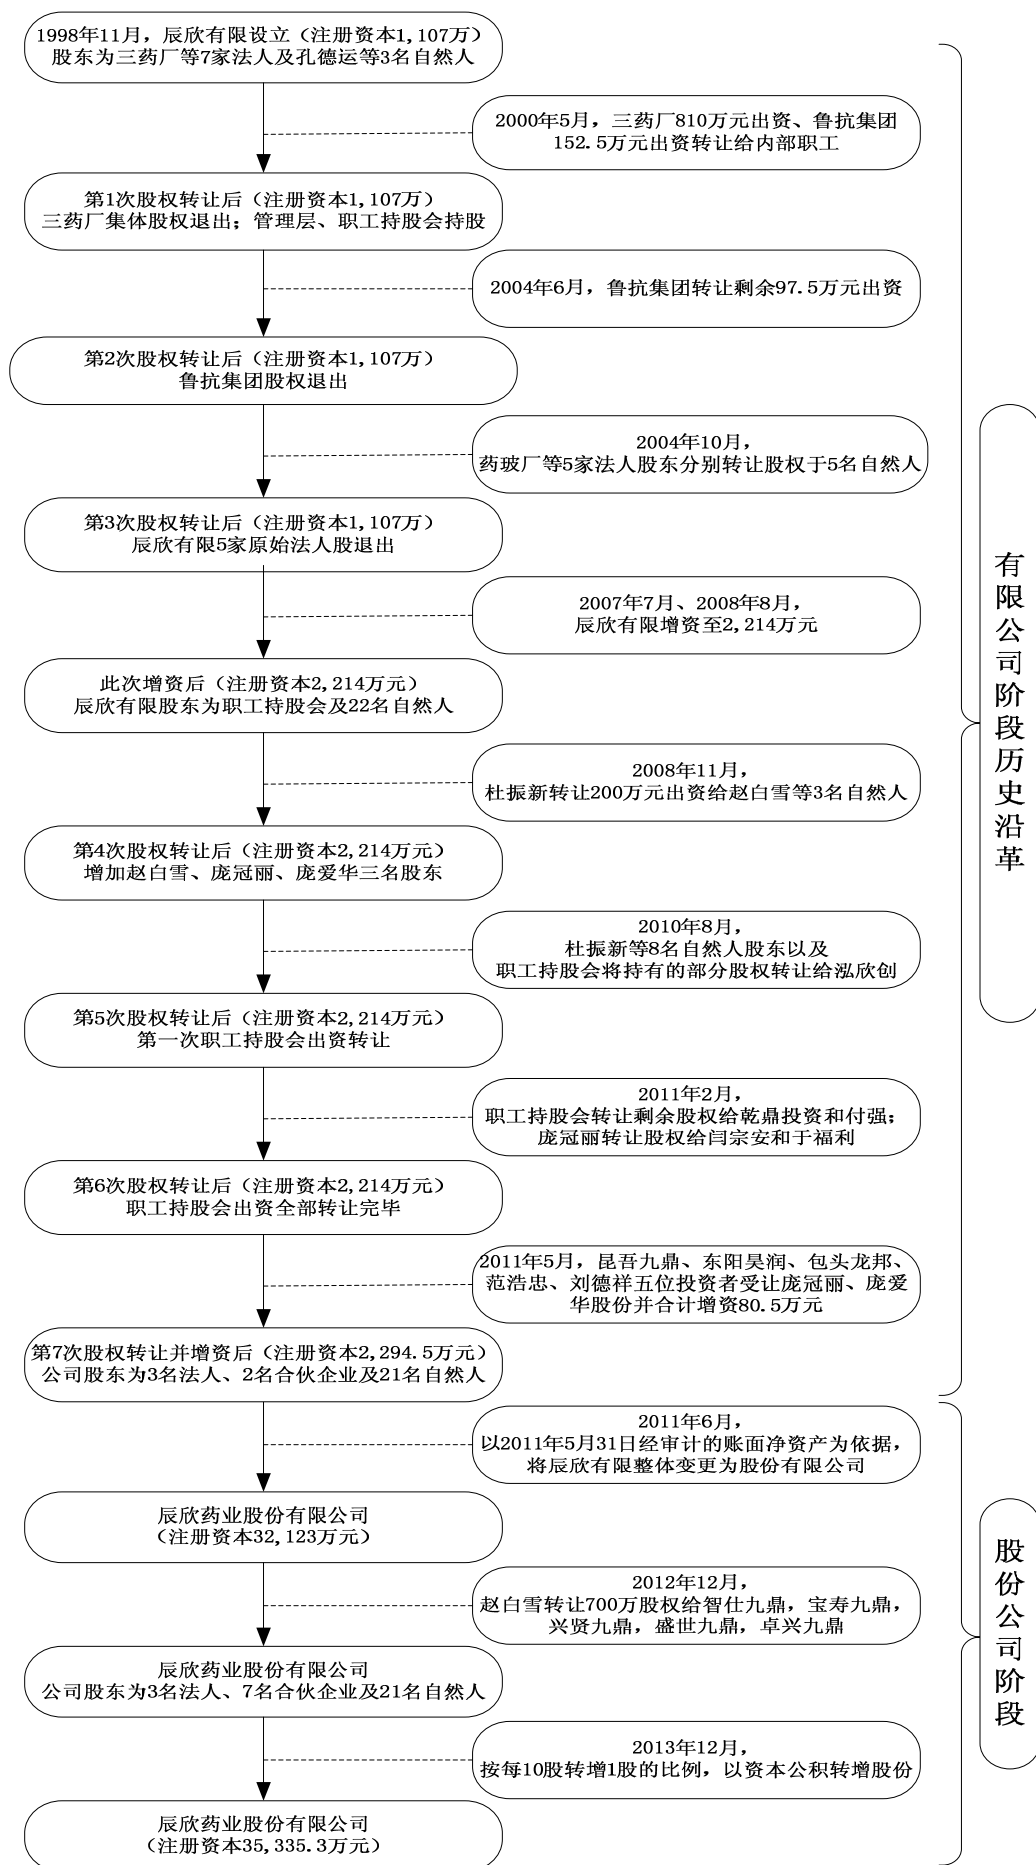 1998年11月，辰欣有限设立（注册资本1,107万）
股东为三药厂等7家法人及孔德运等3名自然人
2000年5月，三药厂810万元出资、鲁抗集团
152.5万元出资转让给内部职工
第1次股权转让后（注册资本1,107万）
三药厂集体股权退出；管理层、职工持股会持股
2004年6月，鲁抗集团转让剩余97.5万元出资
第2次股权转让后（注册资本1,107万）
鲁抗集团股权退出
2004年10月，
药玻厂等5家法人股东分别转让股权于5名自然人
第3次股权转让后（注册资本1,107万）
辰欣有限5家原始法人股退出
2007年7月、2008年8月，
辰欣有限增资至2,214万元
此次增资后（注册资本2,214万元）
辰欣有限股东为职工持股会及22名自然人
2008年11月，
杜振新转让200万元出资给赵白雪等3名自然人
第4次股权转让后（注册资本2,214万元）
增加赵白雪、庞冠丽、庞爱华三名股东
2010年8月，
杜振新等8名自然人股东以及
职工持股会将持有的部分股权转让给泓欣创
第5次股权转让后（注册资本2,214万元）
第一次职工持股会出资转让
2011年2月，
职工持股会转让剩余股权给乾鼎投资和付强；
庞冠丽转让股权给闫宗安和于福利
第6次股权转让后（注册资本2,214万元）
职工持股会出资全部转让完毕
2011年5月，昆吾九鼎、东阳昊润、包头龙邦、
范浩忠、刘德祥五位投资者受让庞冠丽、庞爱
华股份并合计增资80.5万元
第7次股权转让并增资后（注册资本2,294.5万元）
公司股东为3名法人、2名合伙企业及21名自然人
有限公司阶段历史沿革
2011年6月，
以2011年5月31日经审计的账面净资产为依据，
将辰欣有限整体变更为股份有限公司
辰欣药业股份有限公司
（注册资本32,123万元）
2012年12月，
赵白雪转让700万股权给智仕九鼎，宝寿九鼎，
兴贤九鼎，盛世九鼎，卓兴九鼎
辰欣药业股份有限公司
公司股东为3名法人、7名合伙企业及21名自然人
2013年12月，
按每10股转增1股的比例，以资本公积转增股份
辰欣药业股份有限公司
（注册资本35,335.3万元）
股份公司阶段